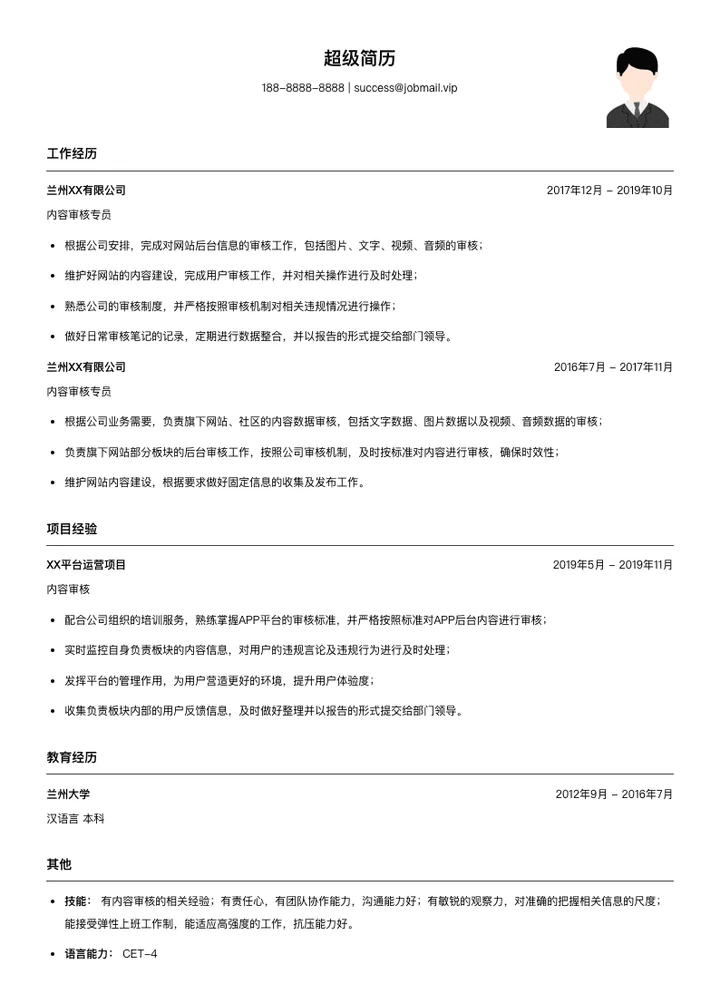 超级简历
188-8888-8888 | success@jobmail.vip
工作经历
兰州XX有限公司 2017年12月 - 2019年10月
内容审核专员
• 根据公司安排，完成对网站后台信息的审核工作，包括图片、文字、视频、音频的审核；
• 维护好网站的内容建设，完成用户审核工作，并对相关操作进行及时处理；
• 熟悉公司的审核制度，并严格按照审核机制对相关违规情况进行操作；
• 做好日常审核笔记的记录，定期进行数据整合，并以报告的形式提交给部门领导。
兰州XX有限公司 2016年7月 - 2017年11月
内容审核专员
• 根据公司业务需要，负责旗下网站、社区的内容数据审核，包括文字数据、图片数据以及视频、音频数据的审核；
• 负责旗下网站部分板块的后台审核工作，按照公司审核机制，及时按标准对内容进行审核，确保时效性；
• 维护网站内容建设，根据要求做好固定信息的收集及发布工作。
项目经验
XX平台运营项目 2019年5月 - 2019年11月
内容审核
• 配合公司组织的培训服务，熟练掌握APP平台的审核标准，并严格按照标准对APP后台内容进行审核；
• 实时监控自身负责板块的内容信息，对用户的违规言论及违规行为进行及时处理；
• 发挥平台的管理作用，为用户营造更好的环境，提升用户体验度；
• 收集负责板块内部的用户反馈信息，及时做好整理并以报告的形式提交给部门领导。
教育经历
兰州大学 2012年9月 - 2016年7月
汉语言 本科
其他
• 技能： 有内容审核的相关经验；有责任心，有团队协作能力，沟通能力好；有敏锐的观察力，对准确的把握相关信息的尺度；
能接受弹性上班工作制，能适应高强度的工作，抗压能力好。
• 语言能力： CET-4